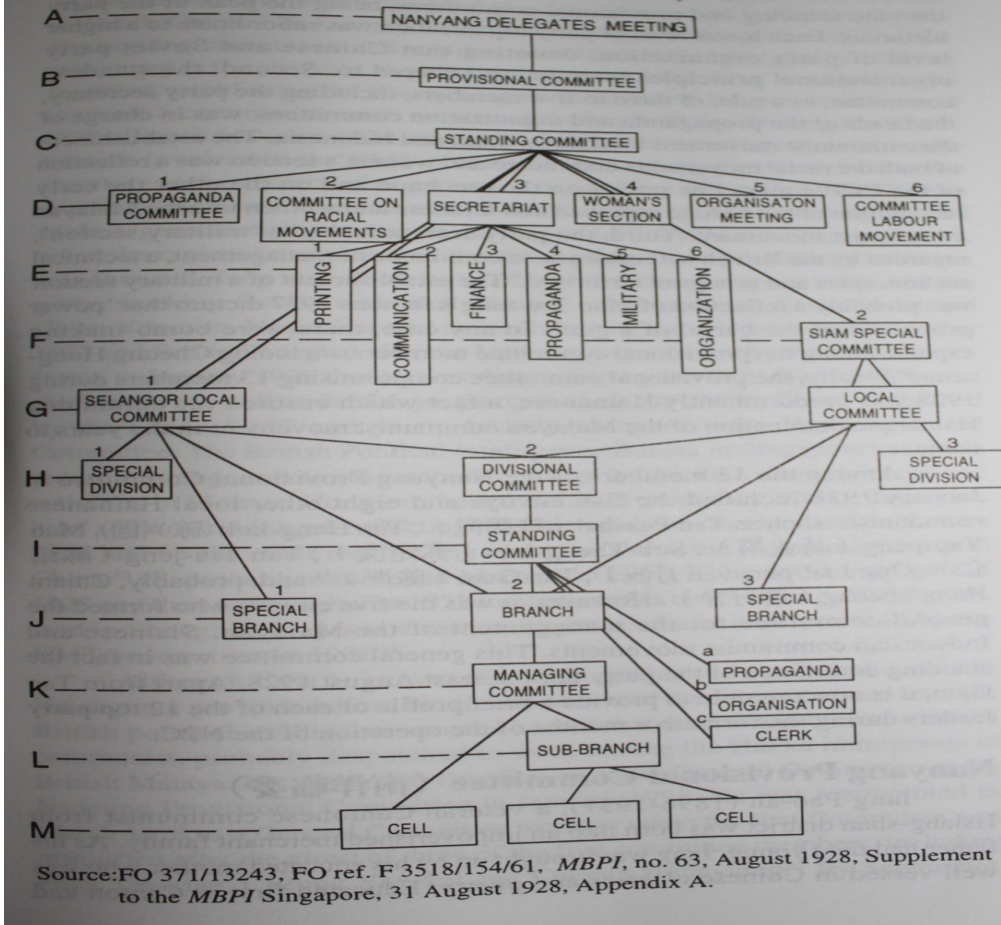 A
NANYANG DELEGATES MEETING
B
PROVISIONAL COMMITTEE
C
STANDING COMMITTEE
D
1
PROPAGANDA
COMMITTEE
2
COMMITTEE ON
RACIAL
MOVEMENTS
3
SECRETARIAT
4
WOMAN'S
SECTION
5
ORGANISATON
MEETING
6
COMMITTEE
LABOUR
MOVEMENT
E
1
PRINTING
2
COMMUNICATION
3
FINANCE
4
PROPAGANDA
5
MILITARY
6
ORGANIZATION
F
2
SIAM SPECIAL
COMMITTEE
G
1
SELANGOR LOCAL
COMMITTEE
2
LOCAL
COMMITTEE
H
1
SPECIAL
DIVISION
2
DIVISIONAL
COMMITTEE
3
SPECIAL
DIVISION
I
STANDING
COMMITTEE
J
1
SPECIAL
BRANCH
2
BRANCH
3
SPECIAL
BRANCH
K
MANAGING
COMMITTEE
a
PROPAGANDA
b
ORGANISATION
c
CLERK
L
SUB-BRANCH
M
CELL
CELL
CELL
Source:FO 371/13243, FO ref. F 3518/154/61, MBPI, no. 63, August 1928, Supplement
to the MBPI Singapore, 31 August 1928, Appendix A.